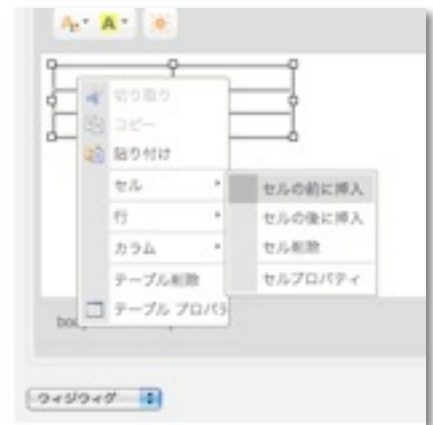 A
A
切り取り
コピー
貼り付け
セル
セルの前に挿入
行
セルの後に挿入
カラム
セル削除
テーブル削除
セルプロパティ
テーブル プロパラ
ウィジウィグ